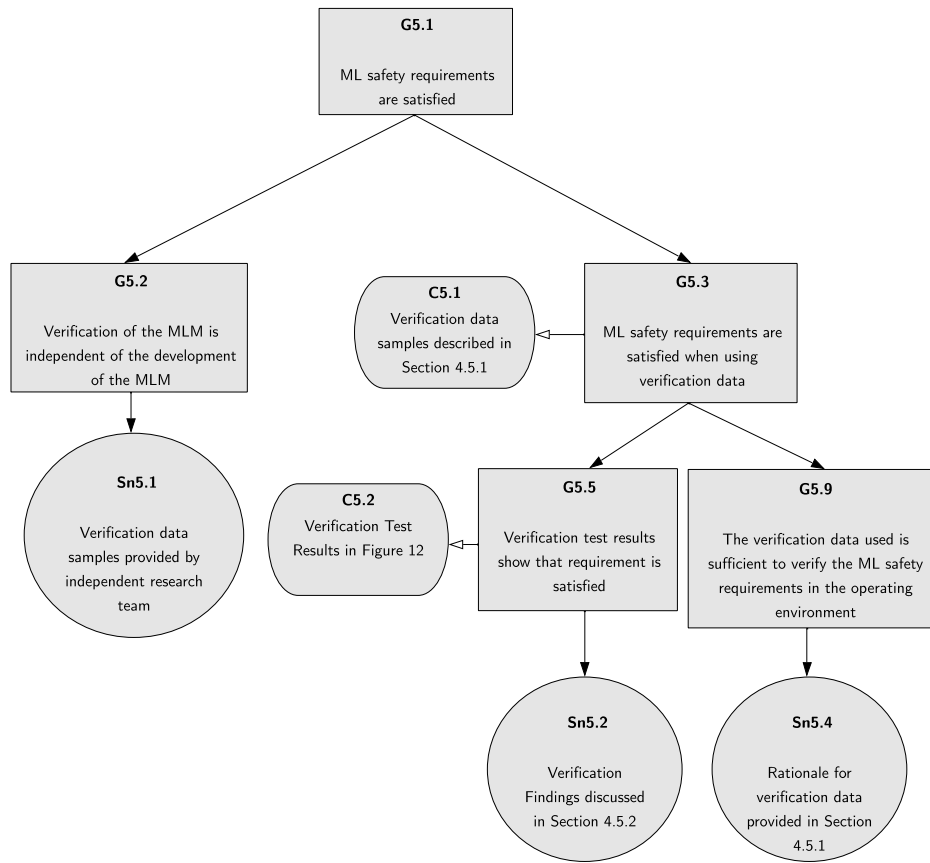 G5.1
ML safety requirements
are satisfied
G5.2
Verification of the MLM is
independent of the development
of the MLM
C5.1
Verification data
samples described in
Section 4.5.1
G5.3
ML safety requirements are
satisfied when using
verification data
Sn5.1
Verification data
samples provided by
independent research
team
C5.2
Verification Test
Results in Figure 12
G5.5
Verification test results
show that requirement is
satisfied
G5.9
The verification data used is
sufficient to verify the ML safety
requirements in the operating
environment
Sn5.2
Verification
Findings discussed
in Section 4.5.2
Sn5.4
Rationale for
verification data
provided in Section
4.5.1